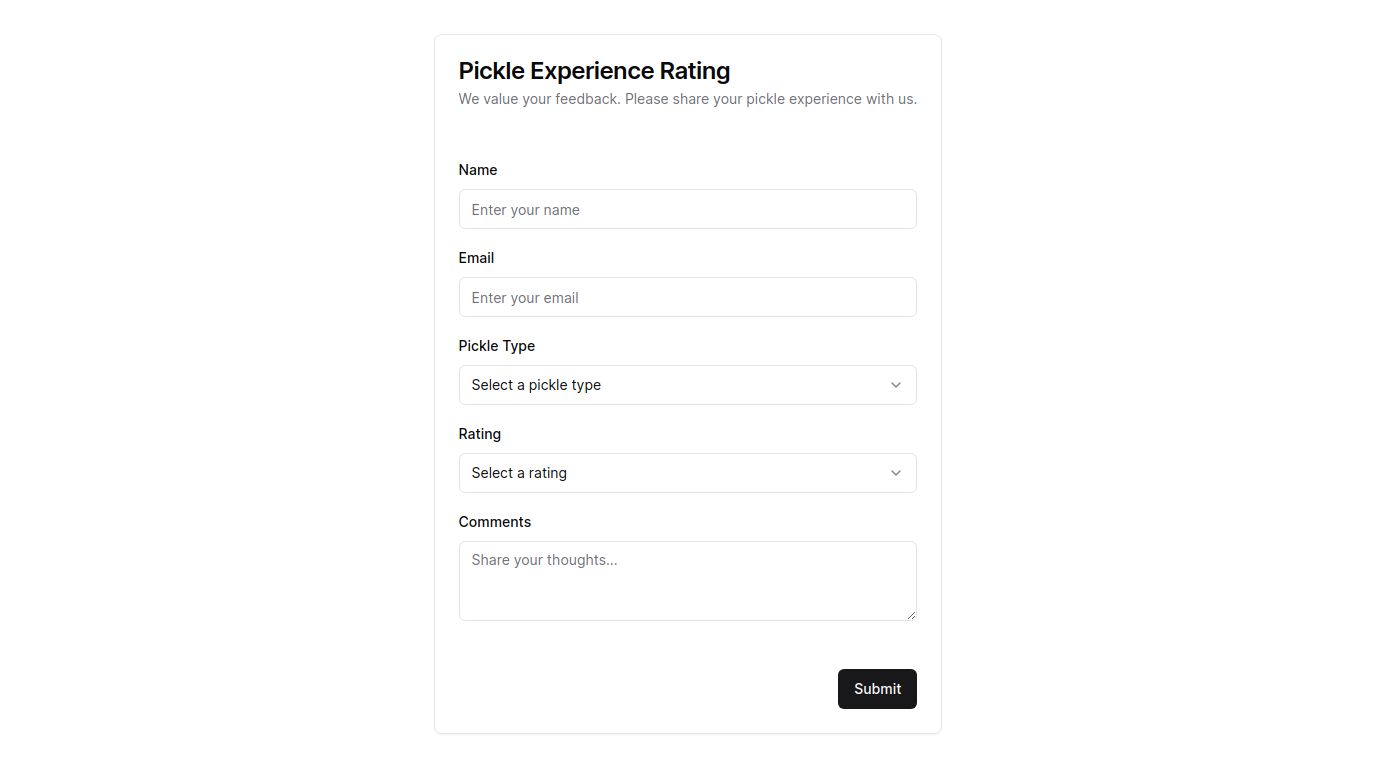 Pickle Experience Rating
We value your feedback. Please share your pickle experience with us.
Name
Enter your name
Email
Enter your email
Pickle Type
Select a pickle type
Rating
Select a rating
Comments
Share your thoughts...
Submit